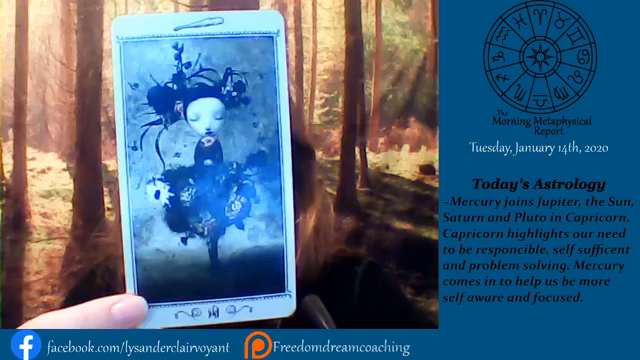 The
Morning Metaphysical
Report
Tuesday, January 14th, 2020
Today's Astrology
~Mercury joins Jupiter, the Sun,
Saturn and Pluto in Capricorn.
Capricorn highlights our need
to be responcible, self sufficent
and problem solving. Mercury
comes in to help us be more
self aware and focused.
facebook.com/lysanderclairvoyant
Freedomdreamcoaching